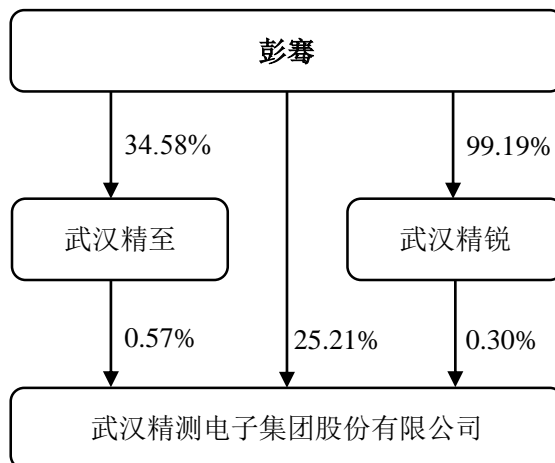 彭骞
34.58%
99.19%
武汉精至
武汉精锐
0.57%
25.21%
0.30%
武汉精测电子集团股份有限公司